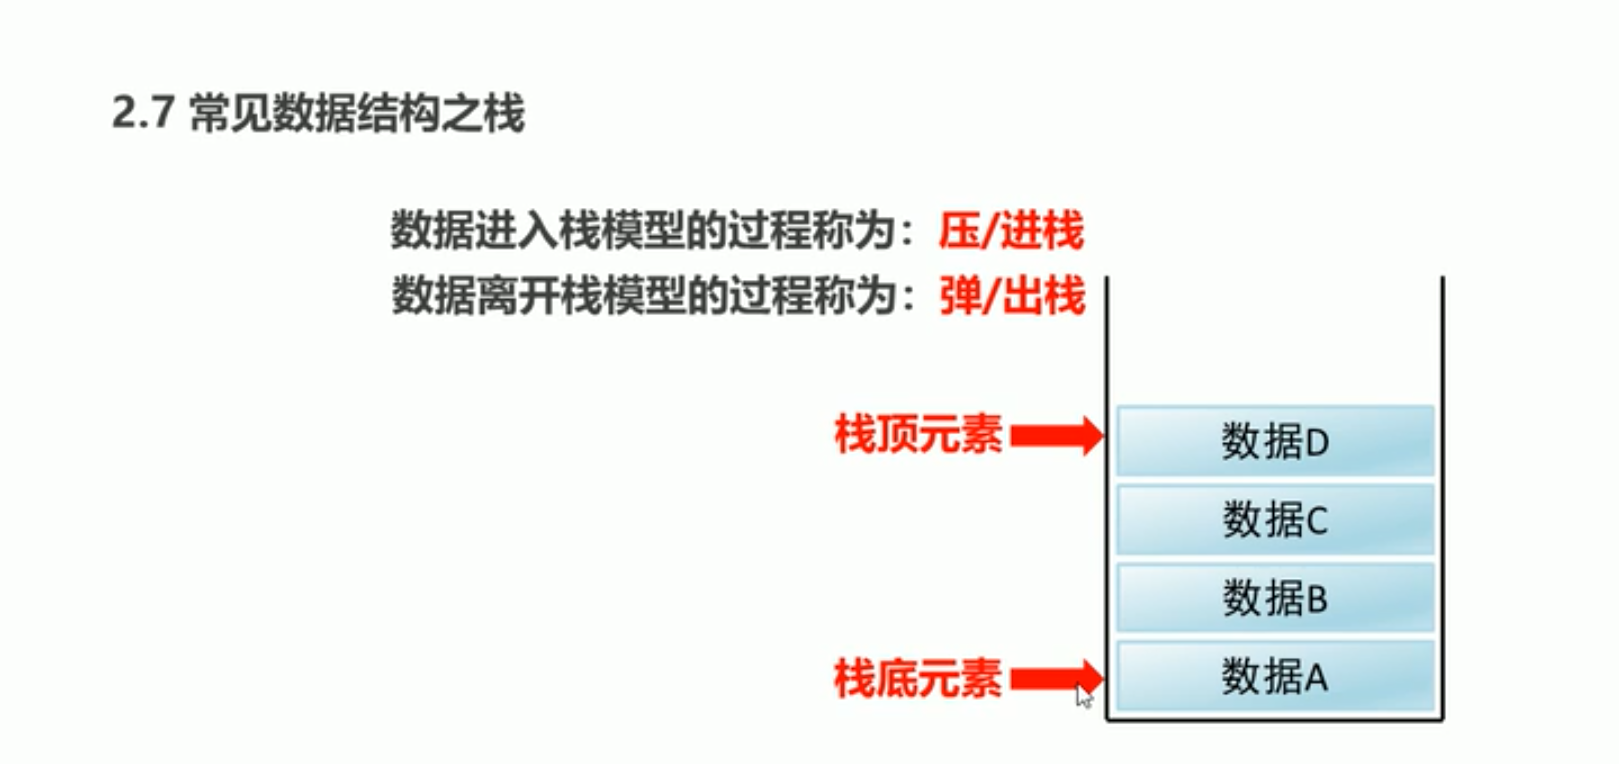 2.7 常见数据结构之栈
数据进入栈模型的过程称为：压/进栈
数据离开栈模型的过程称为：弹/出栈
栈顶元素
数据D
数据C
数据B
栈底元素
数据A